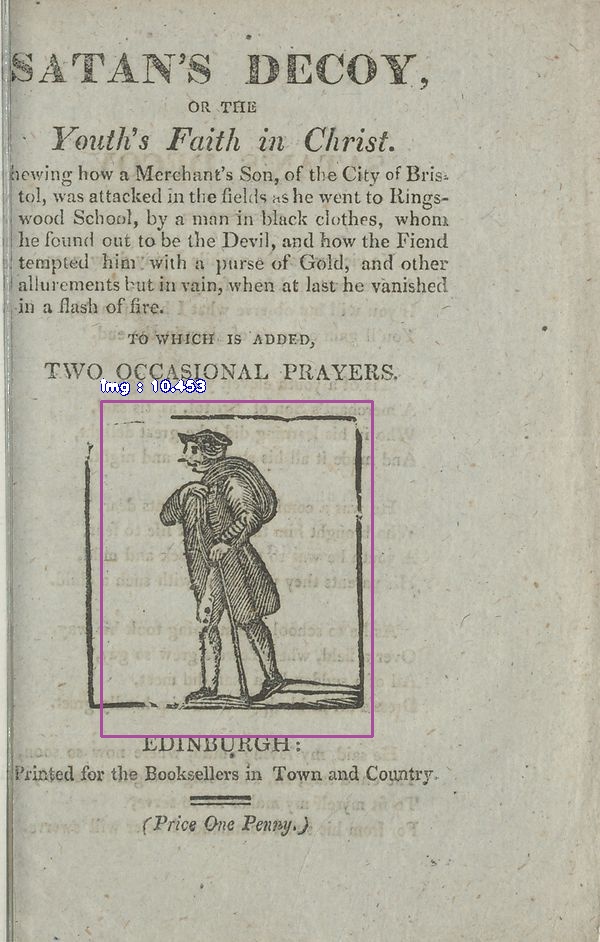 SATAN'S DECOY,
OR THE
Youth's Faith in Christ.
hewing how a Merchant's Son, of the City of Bris-
tol, was attacked in the fields as he went to Rings-
wood School, by a man in black clothes, whom
he found out to be the Devil, and how the Fiend
tempted him with a purse of Gold, and other
allurements but in vain, when at last he vanished
in a flash of fire.
TO WHICH IS ADDED,
TWO OCCASIONAL PRAYERS.
img : 10.453
EDINBURGH:
Printed for the Booksellers in Town and Country.
(Price One Penny.)